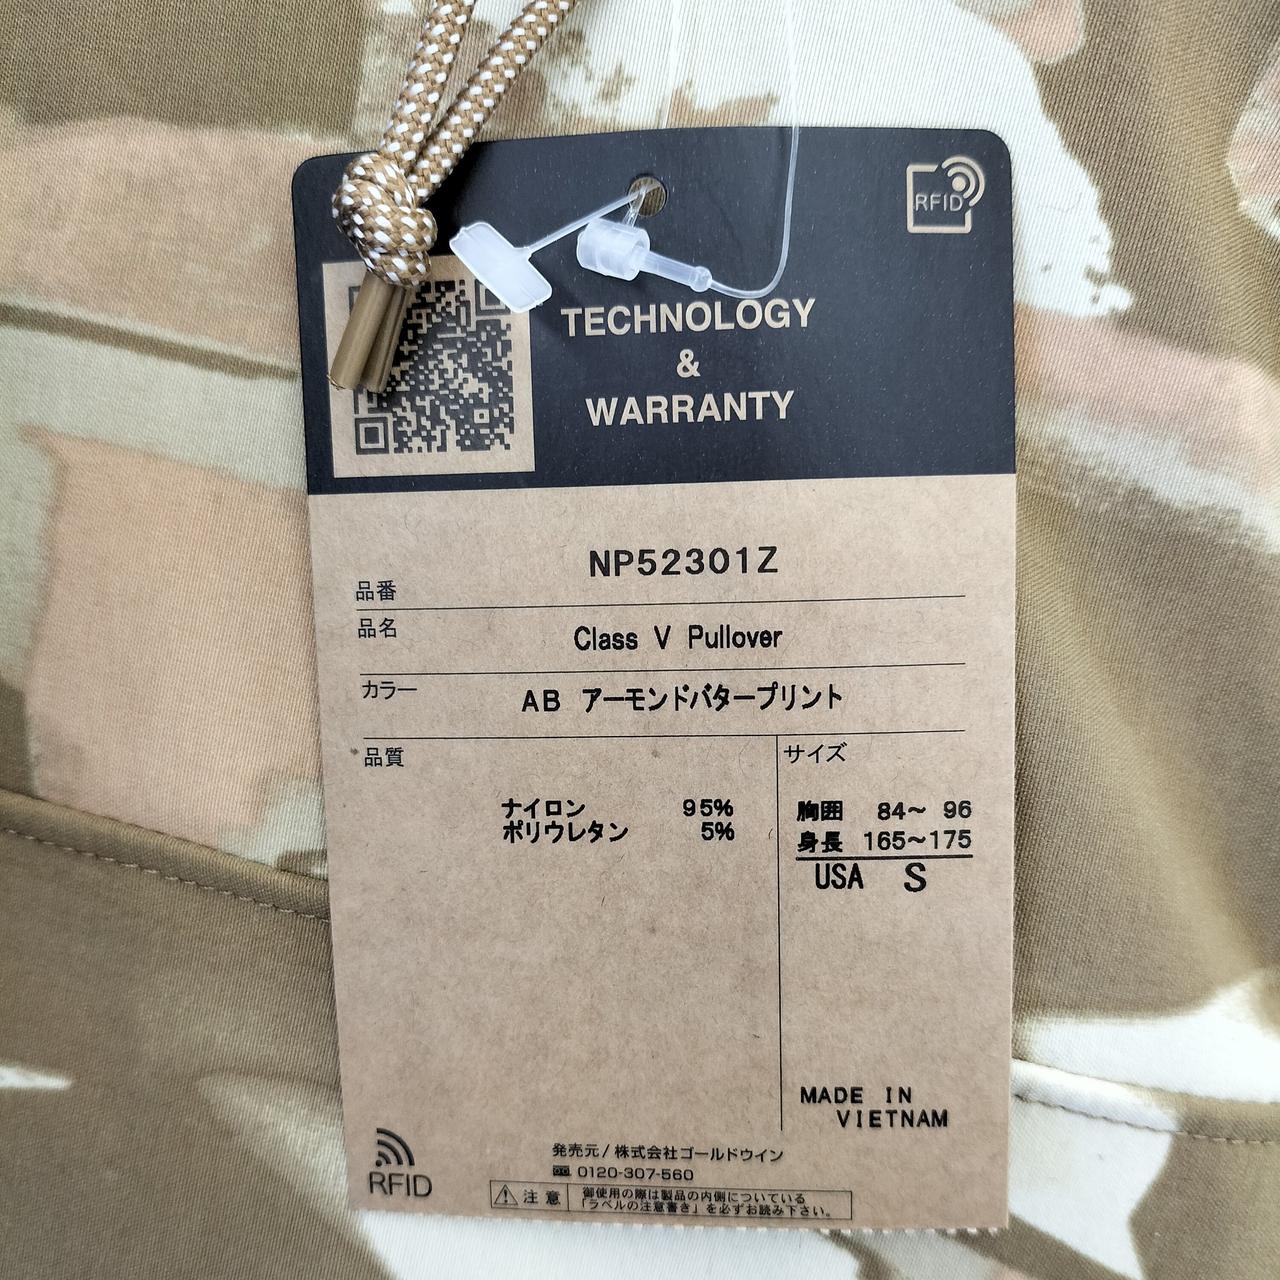 RFID
TECHNOLOGY
&
WARRANTY
品番 NP52301Z
品名 Class V Pullover
カラー AB アーモンドバタープリント
品質
ナイロン 95%
ポリウレタン 5%
サイズ
胸囲 84〜 96
身長 165〜175
USA S
MADE IN
VIETNAM
RFID
発売元/株式会社ゴールドウイン
0120-307-560
注意
御使用の際は製品の内側についている
「ラベルの注意書き」を必ずお読み下さい。